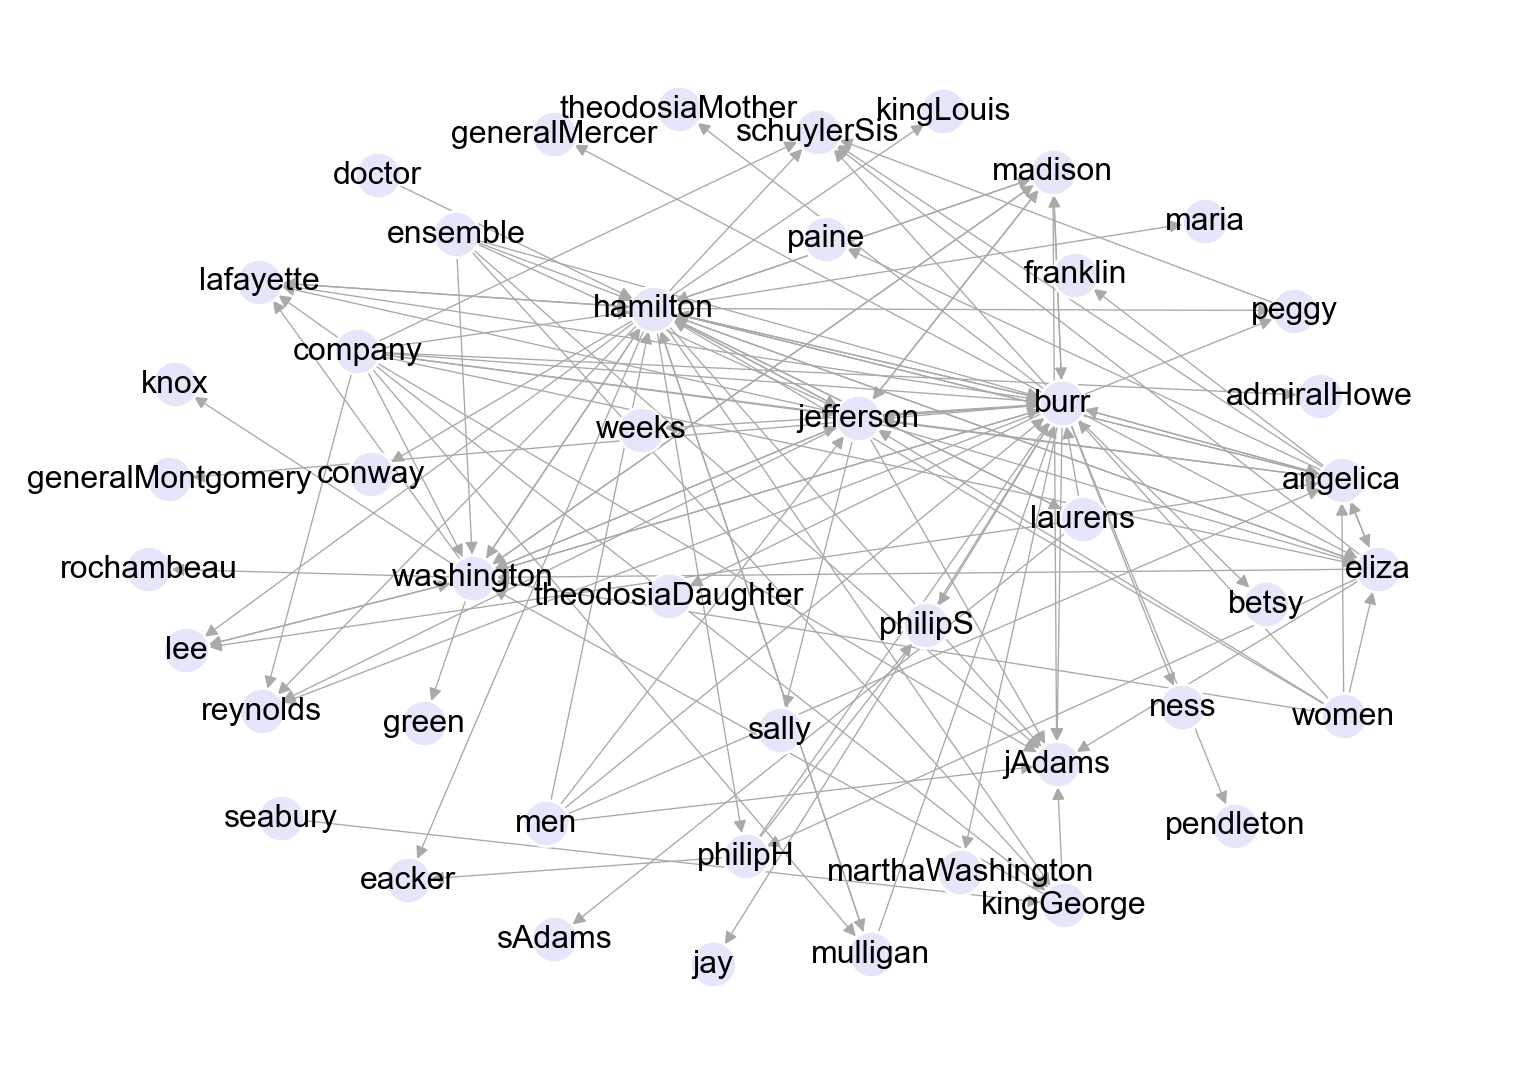 theodosiaMother
kingLouis
generalMercer
schuylerSis
doctor
madison
maria
ensemble
paine
lafayette
franklin
hamilton
peggy
company
knox
admiralHowe
burr
jefferson
weeks
generalMontgomery
conway
angelica
laurens
rochambeau
washington
eliza
theodosiaDaughter
betsy
philipS
lee
reynolds
green
sally
ness
women
jAdams
seabury
men
pendleton
philipH
eacker
marthaWashington
kingGeorge
sAdams
jay
mulligan